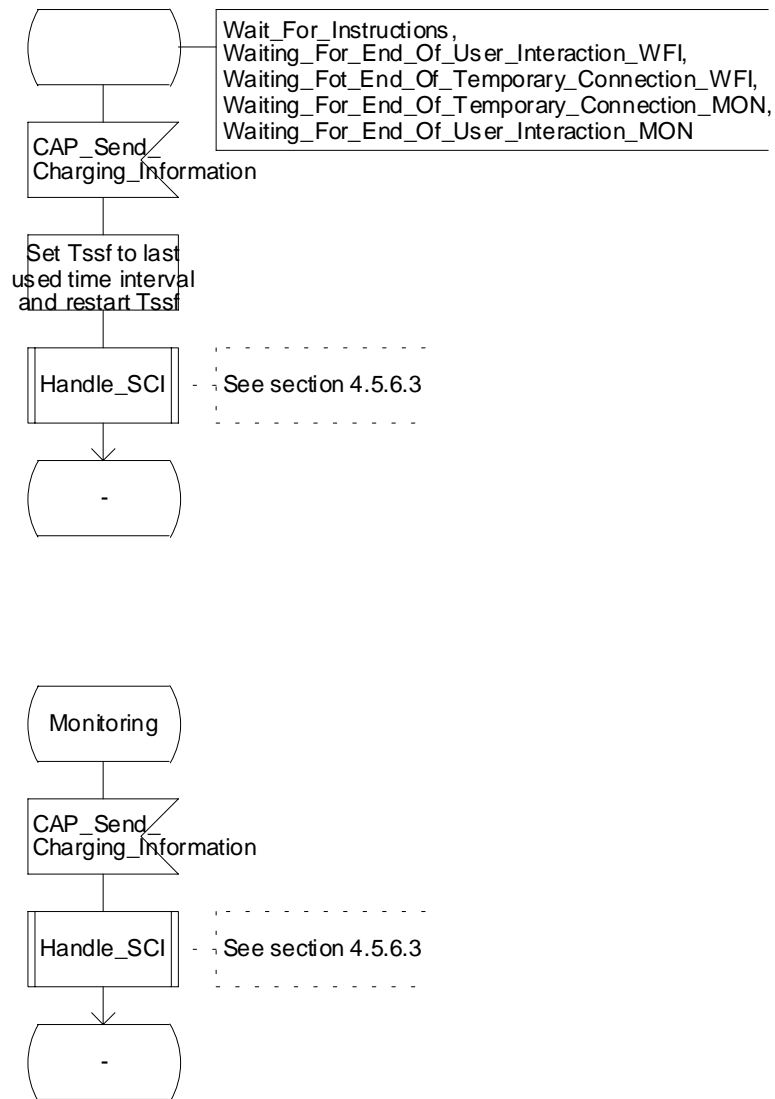 Wait_For_Instructions,
Waiting_For_End_Of_User_Interaction_WFI,
Waiting_Fot_End_Of_Temporary_Connection_WFI,
Waiting_For_End_Of_Temporary_Connection_MON,
Waiting_For_End_Of_User_Interaction_MON
CAP_Send_
Charging_Information
Set Tssf to last
used time interval
and restart Tssf
Handle_SCI
See section 4.5.6.3
-
Monitoring
CAP_Send_
Charging_Information
Handle_SCI
See section 4.5.6.3
-